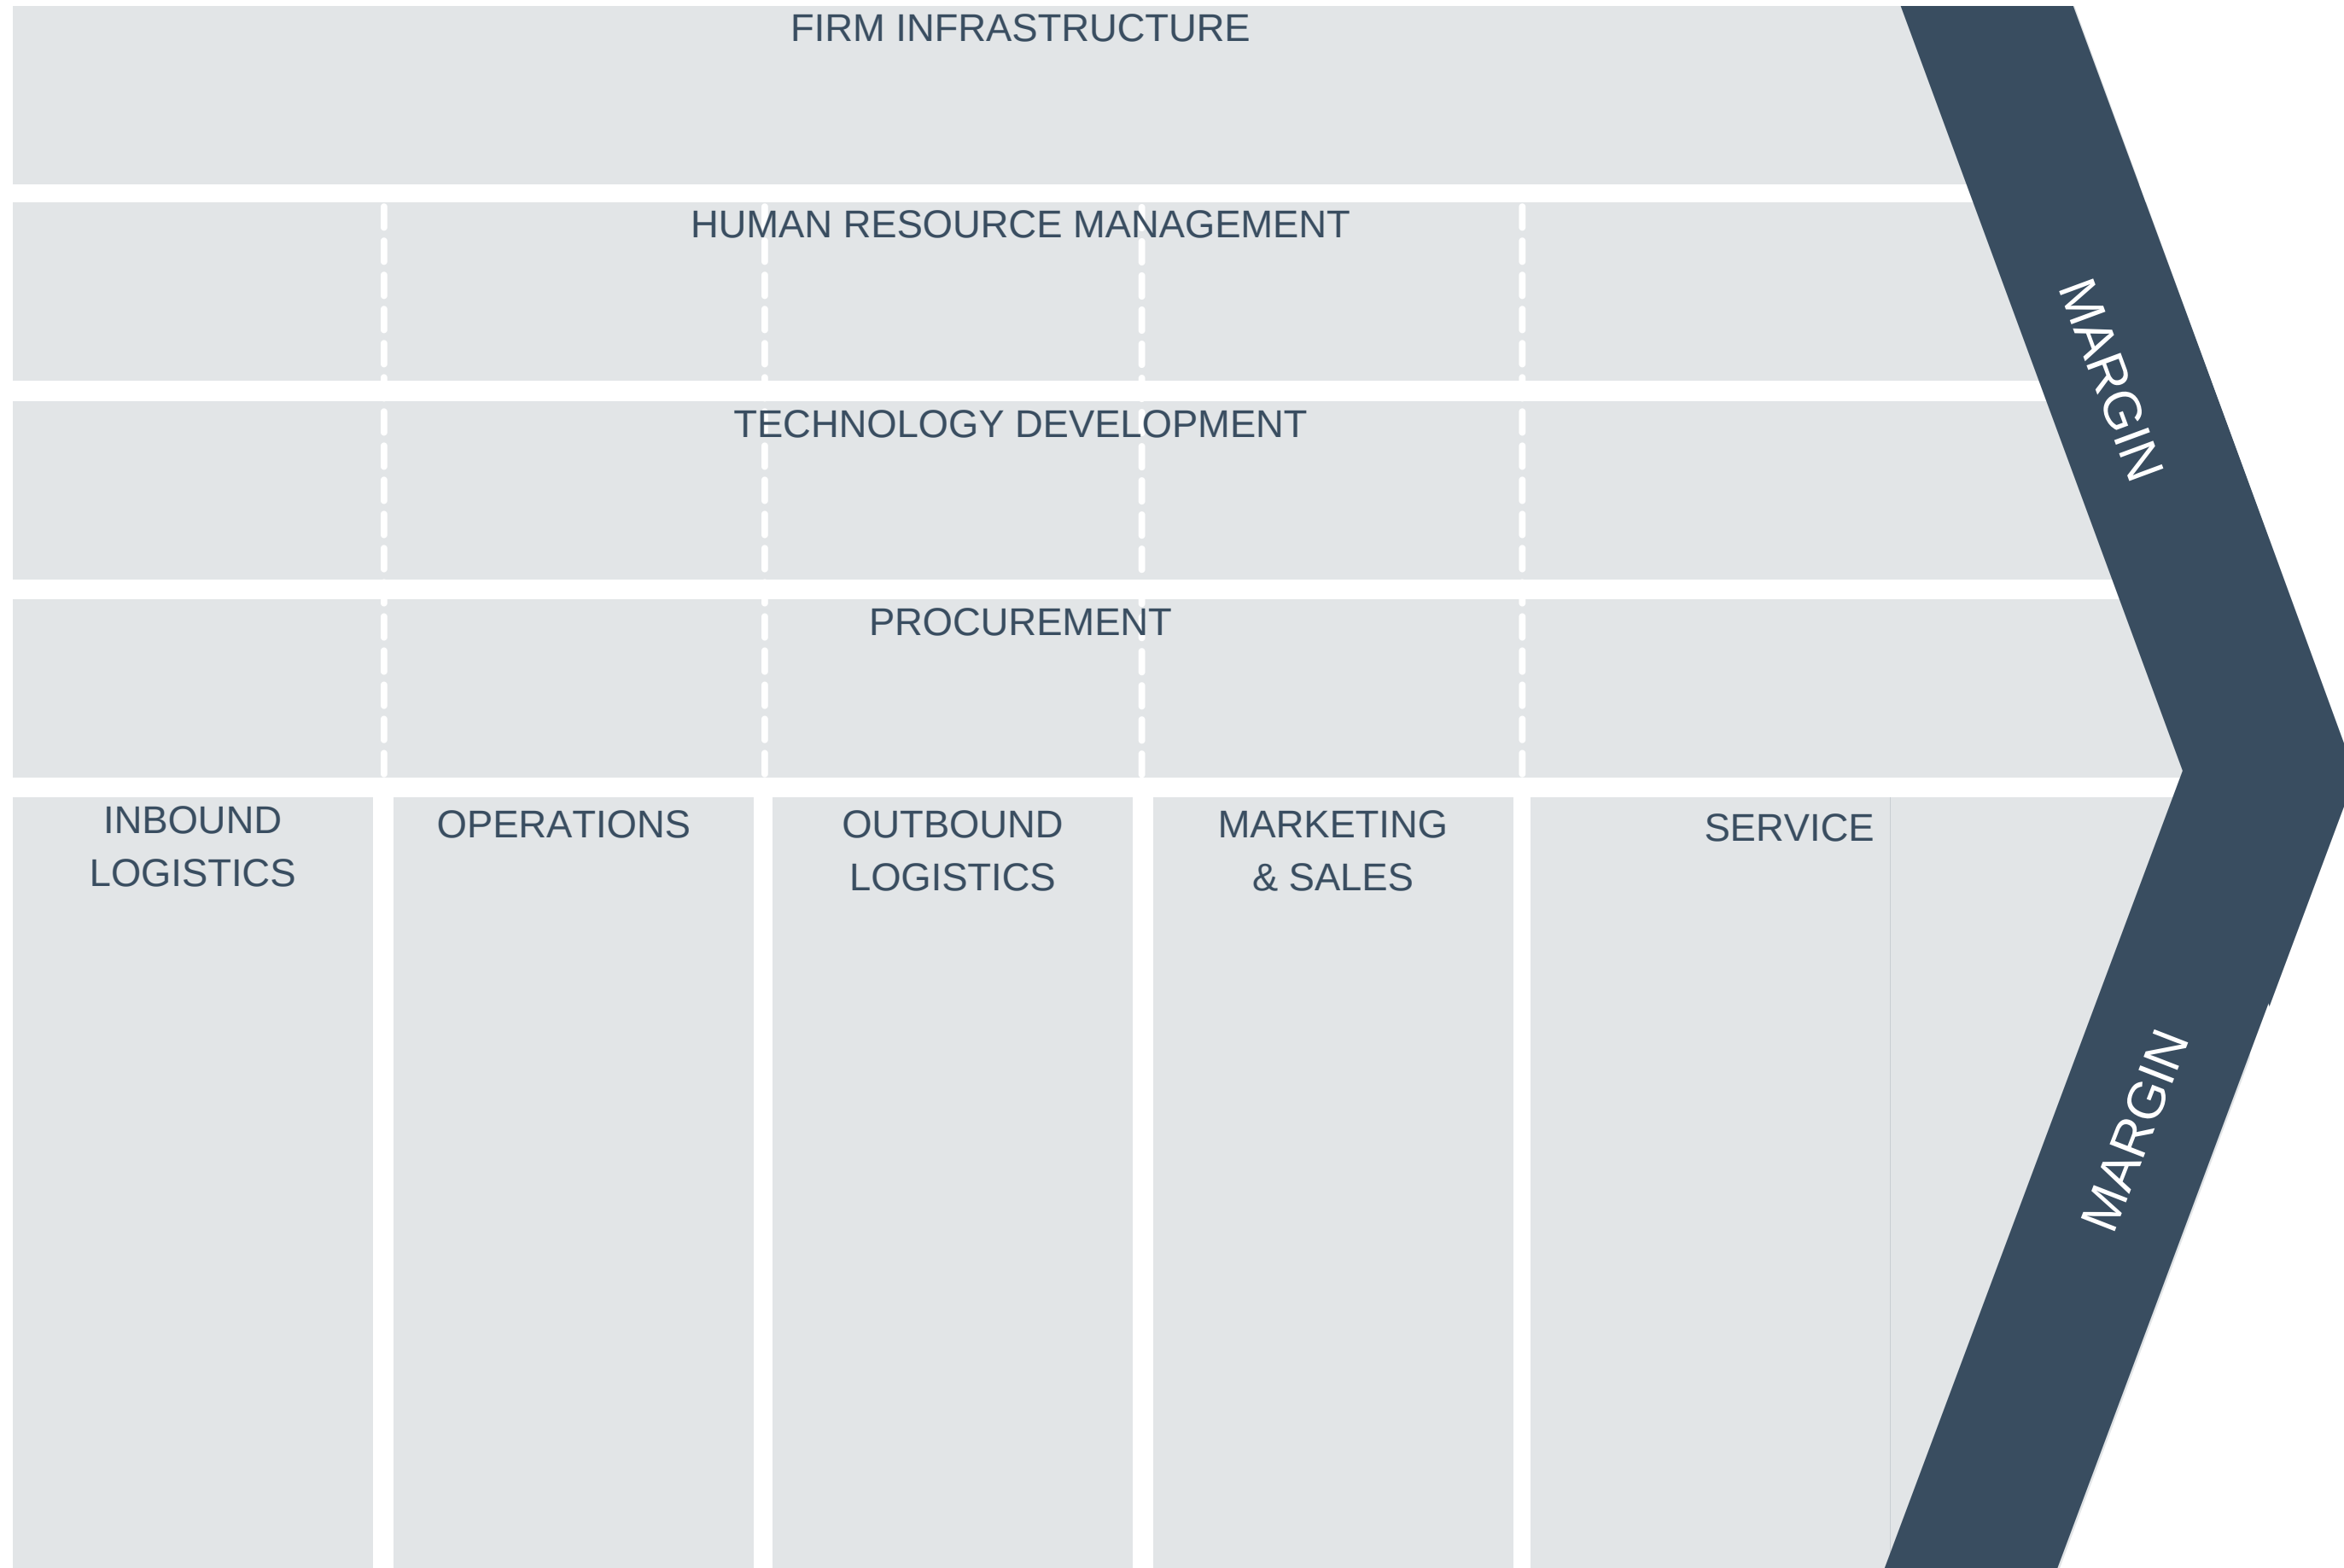 FIRM INFRASTRUCTURE
HUMAN RESOURCE MANAGEMENT
TECHNOLOGY DEVELOPMENT
PROCUREMENT
MARGIN
INBOUND
LOGISTICS
OPERATIONS
OUTBOUND
LOGISTICS
MARKETING
& SALES
SERVICE
MARGIN